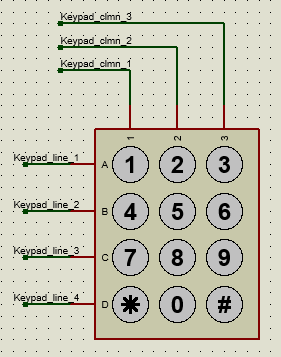 Keypad_clmn_3
Keypad_clmn_2
Keypad_clmn_1
1 2 3
Keypad_line_1 A 1 2 3
Keypad_line_2 B 4 5 6
Keypad_line_3 C 7 8 9
Keypad_line_4 D * 0 #